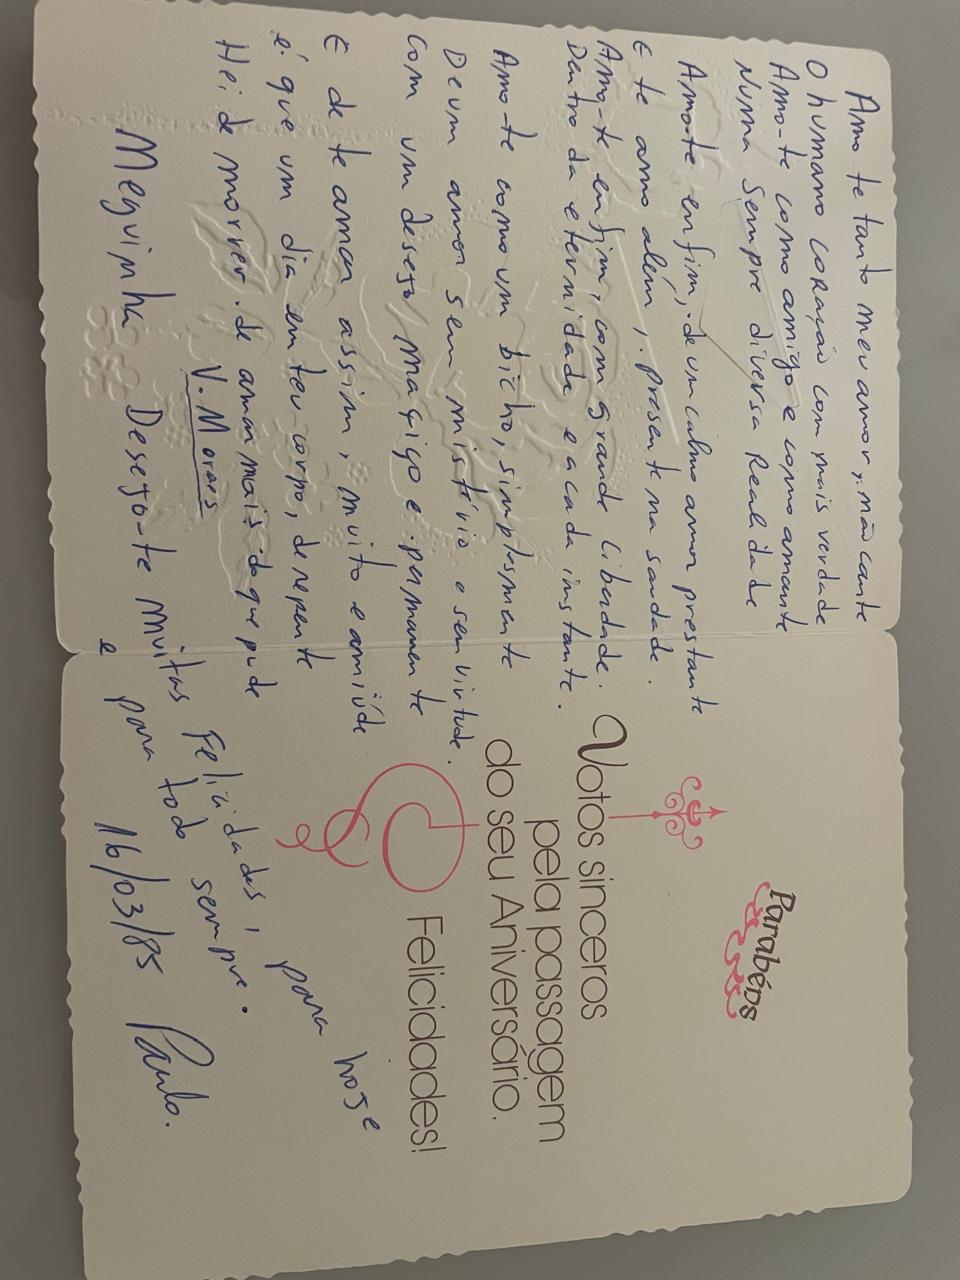 Amo te tanto meu amor, não cante
O humano coração com mais verdade
Amo-te como amigo e como amante
Numa sempre diversa Realidade
Amo-te enfim, de um calmo amor prestante
E te amo além, presente na saudade.
Amo-te enfim, com grande liberdade.
Dentro da eternidade e a cada instante.
Amo-te como um bicho, simplesmente
De um amor sem mistério e sem virtude.
Com um desejo maçiço e permanente
E de te amar assim, muito e amiúde
é que um dia em teu corpo, de repente
Hei de morrer de amar mais do que pude
V. Moraes
Meguinha Desejo-te muitas Felicidades, para hoje
e para todo sempre.
16/03/85 Paulo.
Parabéns
Votos sinceros
pela passagem
do seu Aniversário.
Felicidades!